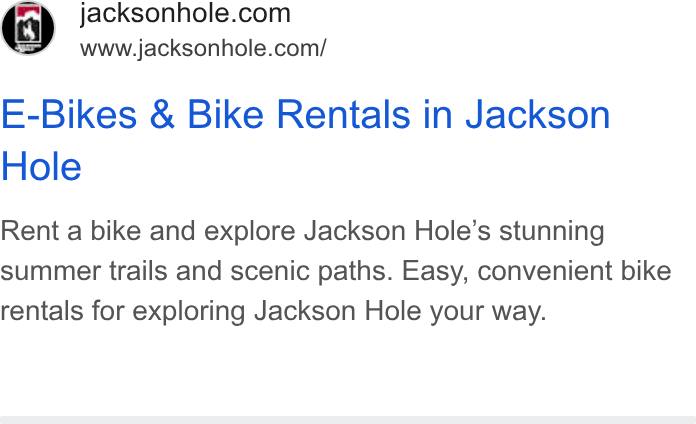 jacksonhole.com
www.jacksonhole.com/
E-Bikes & Bike Rentals in Jackson
Hole
Rent a bike and explore Jackson Hole’s stunning
summer trails and scenic paths. Easy, convenient bike
rentals for exploring Jackson Hole your way.